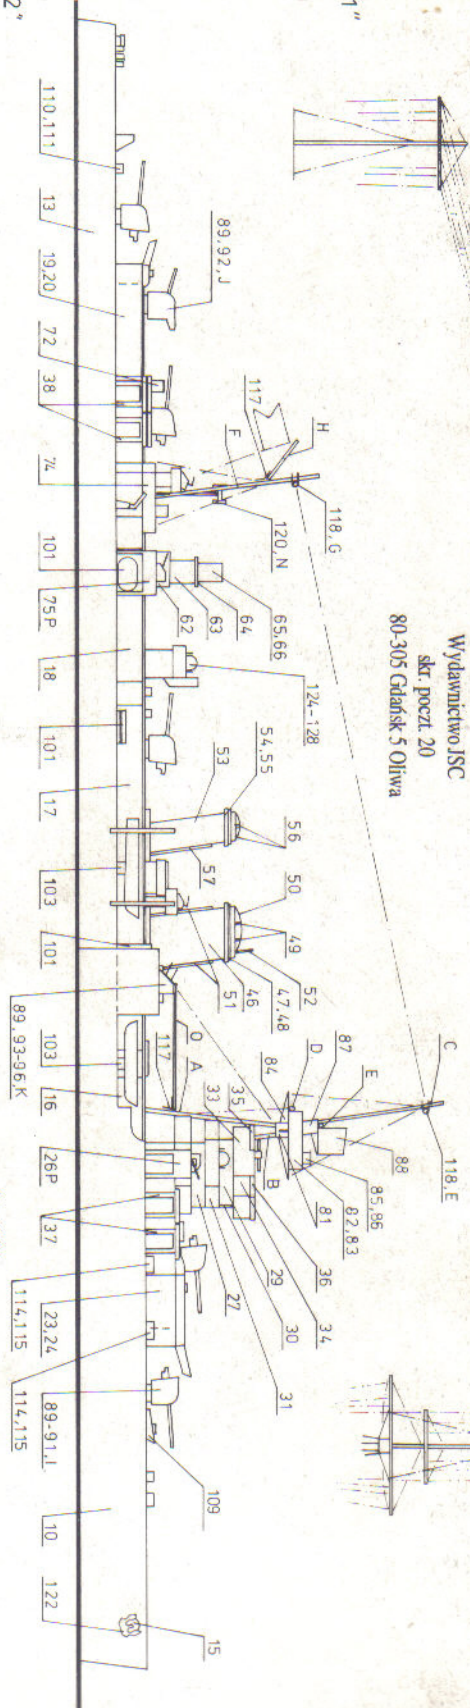 1"
2"
Wydawnictwo JSC
skr. poczt. 20
80-305 Gdańsk 5 Oliwa
89,92,J
117
H
F
118,G
120,N
65,66
64
63
62
124-128
54,55
53
56
57
50
49
52
47,48
46
51
O
A
117
C
118,E
87
E
D
84
88
35
33
B
85,86
82,83
81
36
34
29
30
31
27
109
15
110,111
13
19,20
72
38
74
101
75P
18
101
17
103
101
89,93-96,K
103
16
26P
37
114,115
23,24
114,115
89-91,I
10
122